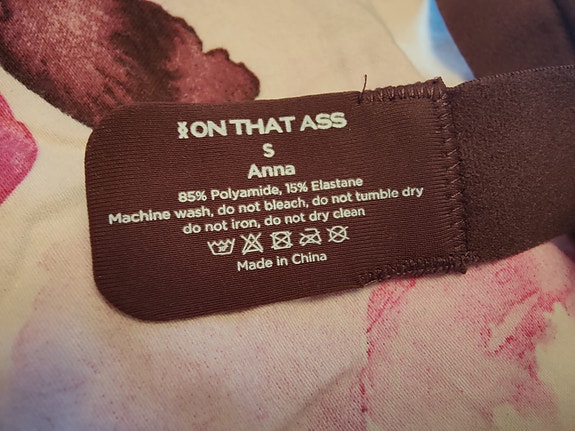 ON THAT ASS
S
Anna
85% Polyamide, 15% Elastane
Machine wash, do not bleach, do not tumble dry
do not iron, do not dry clean
Made in China